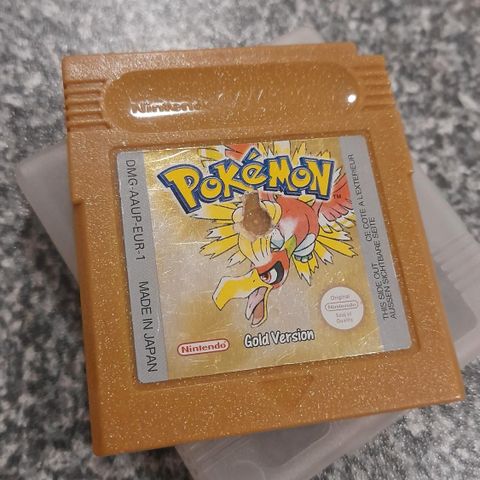 Nintendo
POKéMON
TM
DMG-AAUP-EUR-1
MADE IN JAPAN
Nintendo
Gold Version
Original
Nintendo
Seal of
Quality
CE CÔTÉ À L'EXTÉRIEUR
THIS SIDE OUT
AUSSEN SICHTBARE SEITE